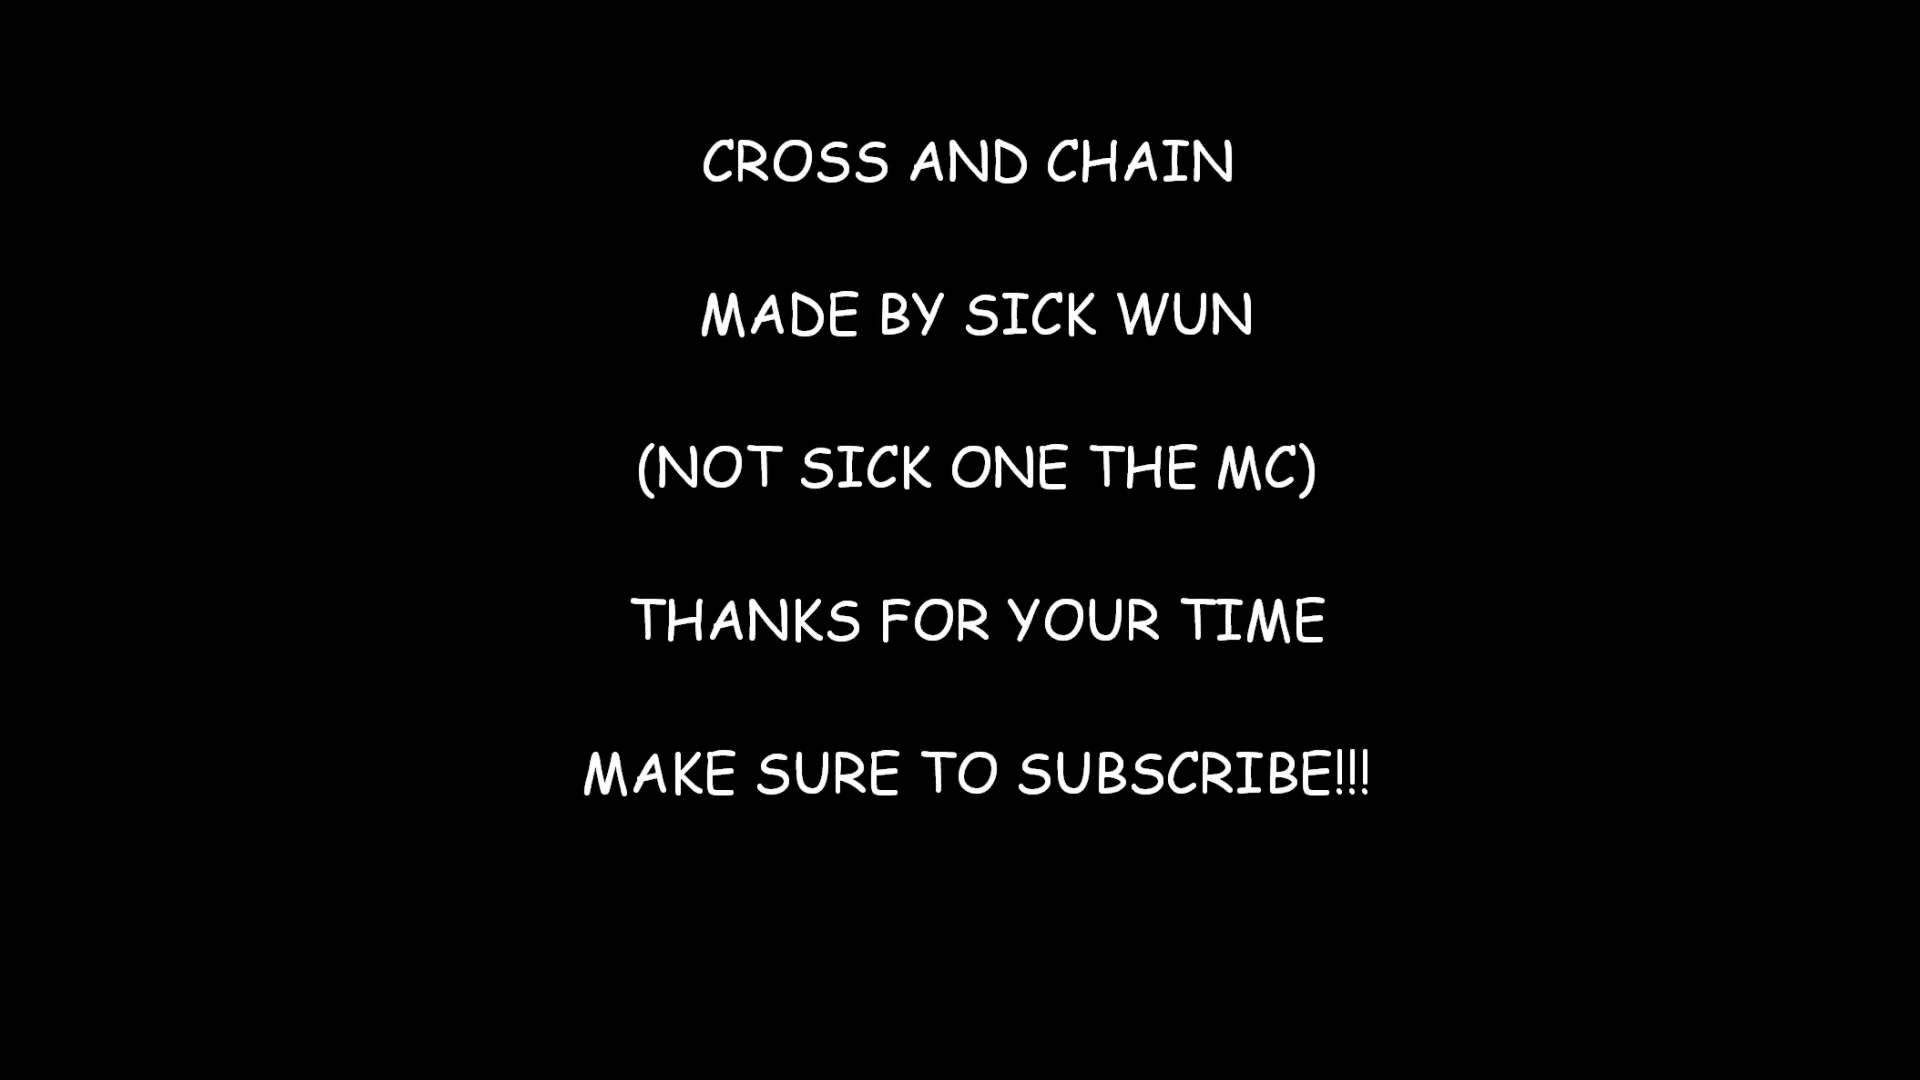 CROSS AND CHAIN
MADE BY SICK WUN
(NOT SICK ONE THE MC)
THANKS FOR YOUR TIME
MAKE SURE TO SUBSCRIBE!!!